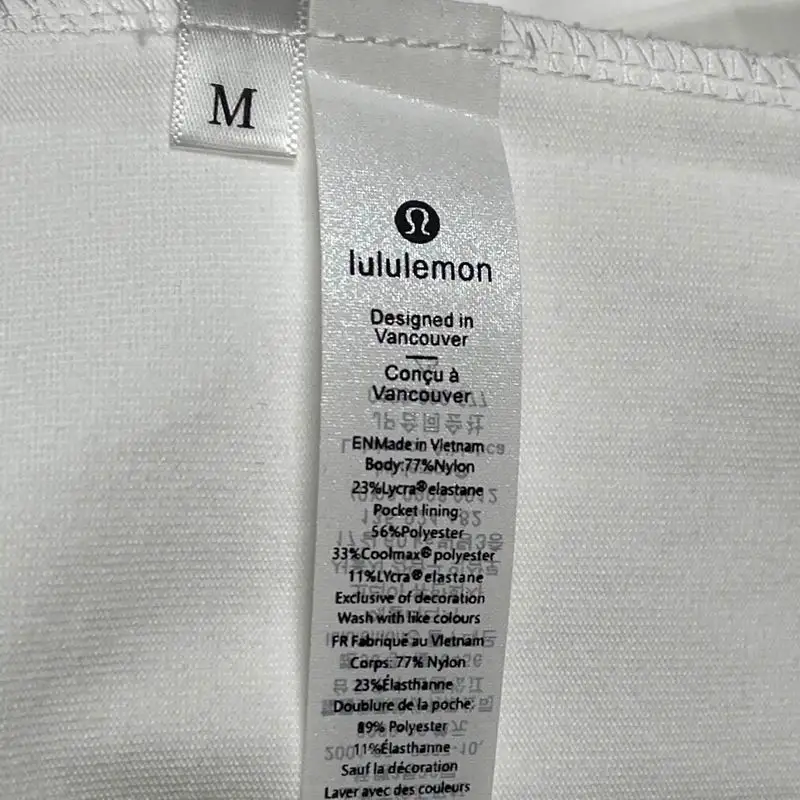 M
lululemon
Designed in
Vancouver
Conçu à
Vancouver
ENMade in Vietnam
Body:77%Nylon
23%Lycra®elastane
Pocket lining:
56%Polyester
33%Coolmax® polyester
11%LYcra®elastane
Exclusive of decoration
Wash with like colours
FR Fabriqué au VIetnam
Corps: 77% Nylon
23%Élasthanne
Doublure de la poche:
89% Polyester
11%Élasthanne
Sauf la décoration
Laver avec des couleurs